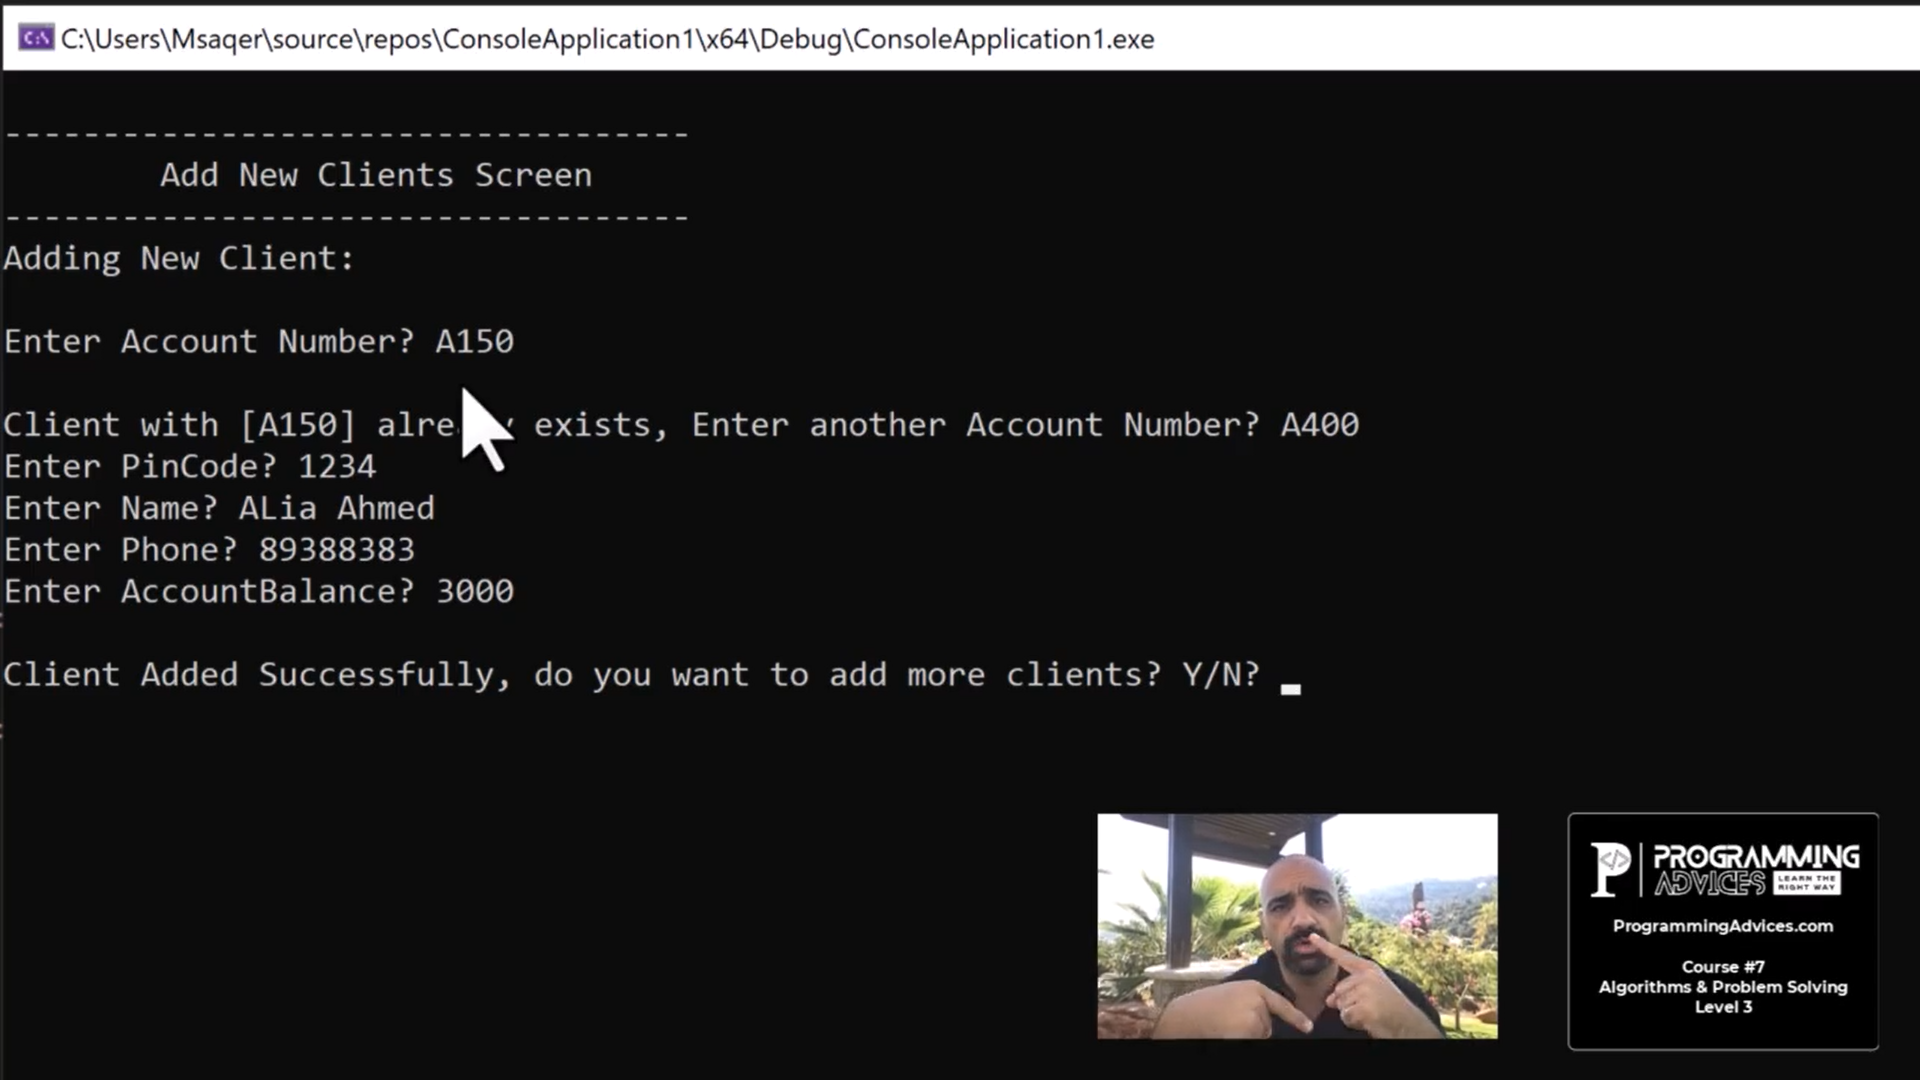 C:\Users\Msaqer\source\repos\ConsoleApplication1\x64\Debug\ConsoleApplication1.exe
-----------------------------------
Add New Clients Screen
-----------------------------------
Adding New Client:
Enter Account Number? A150
Client with [A150] exists, Enter another Account Number? A400
Enter PinCode? 1234
Enter Name? ALia Ahmed
Enter Phone? 89388383
Enter AccountBalance? 3000
Client Added Successfully, do you want to add more clients? Y/N?
PROGRAMMING
ADVICES
LEARN THE
RIGHT WAY
ProgrammingAdvices.com
Course #7
Algorithms & Problem Solving
Level 3